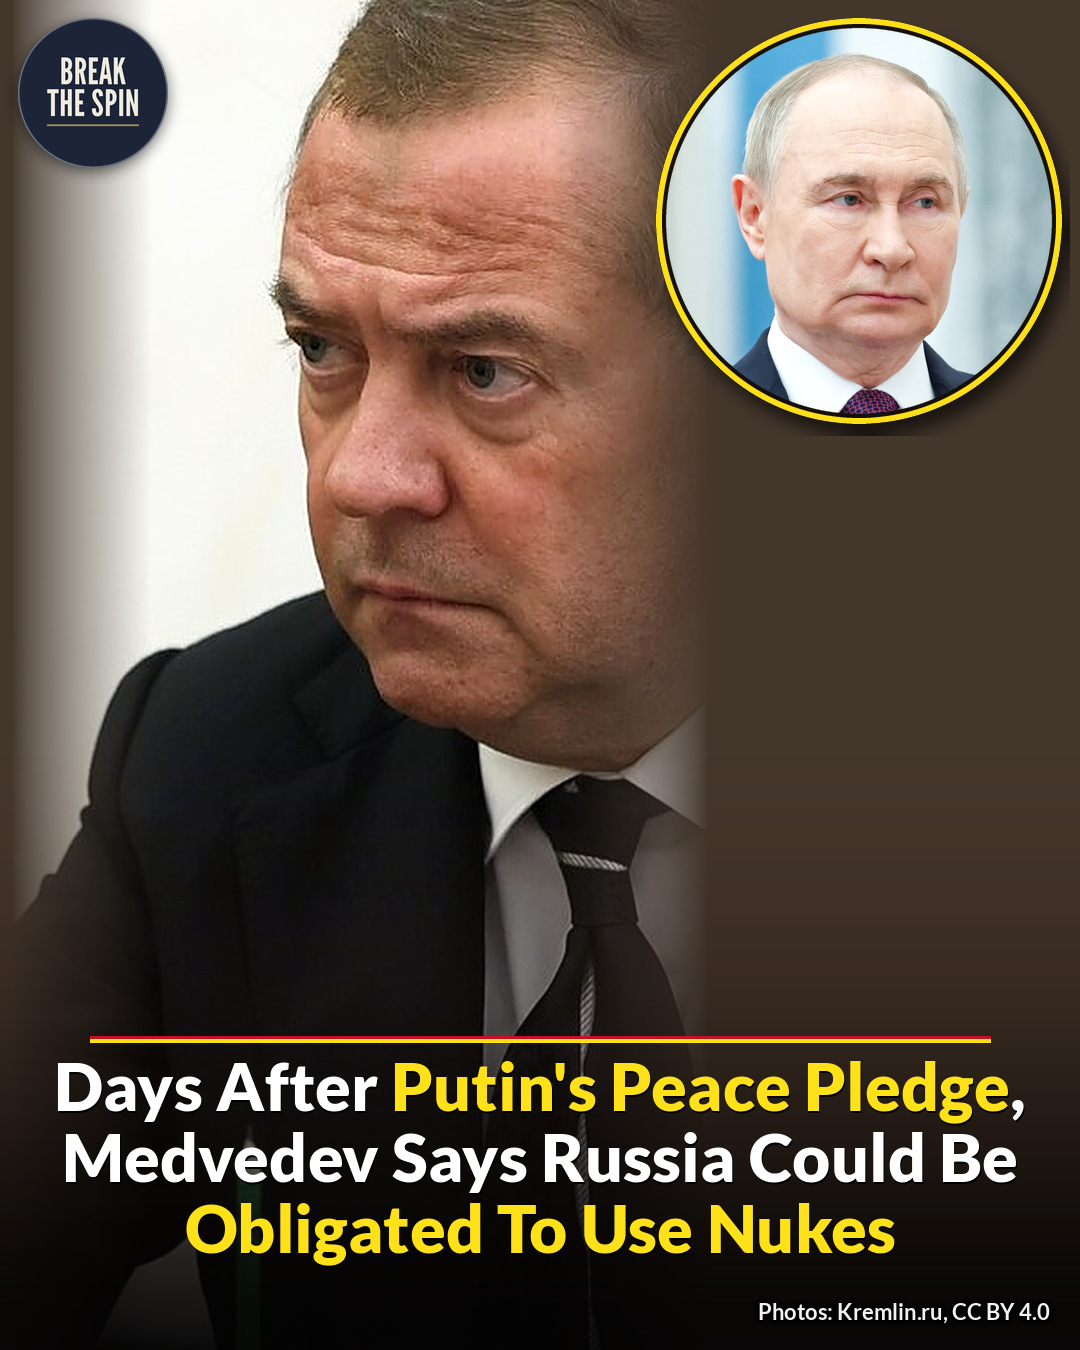 BREAK
THE SPIN
Days After Putin's Peace Pledge,
Medvedev Says Russia Could Be
Obligated To Use Nukes
Photos: Kremlin.ru, CC BY 4.0